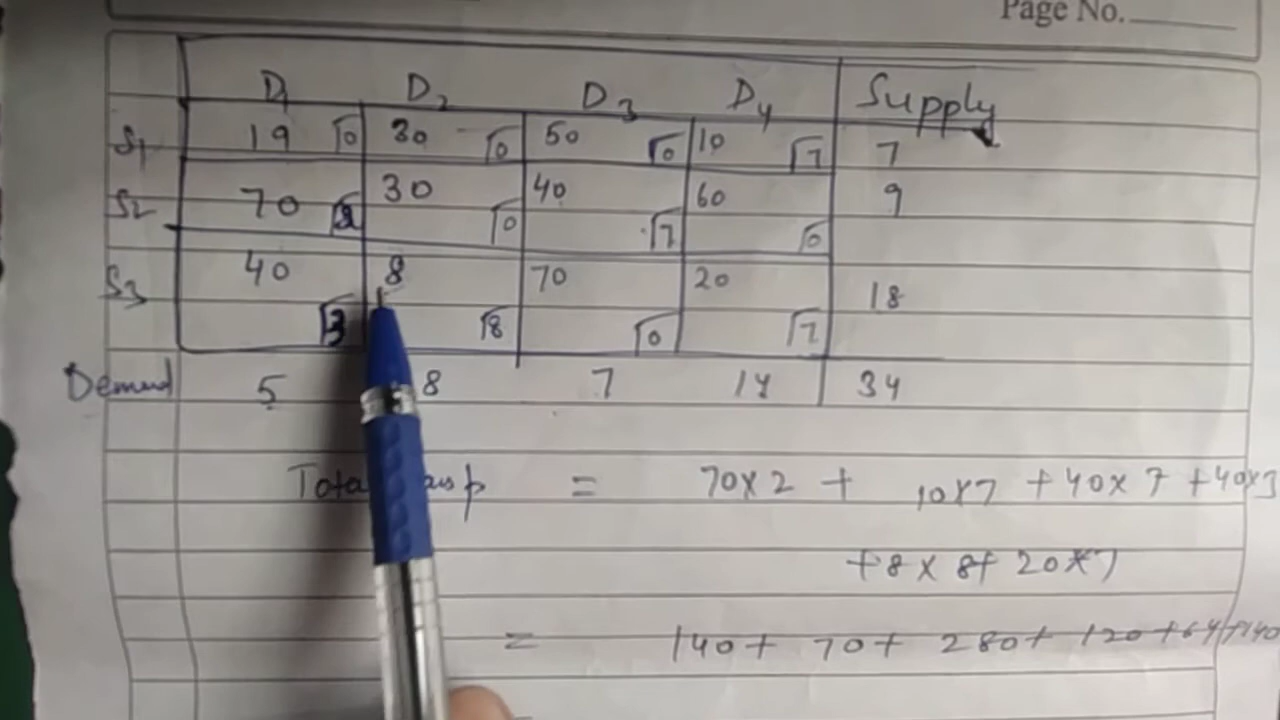 Page No.
D1 D2 D3 D4 Supply
S1 19 0 30 0 50 0 10 7 7
S2 70 2 30 0 40 7 60 0 9
S3 40 3 8 8 70 0 20 7 18
Demand 5 8 7 14 34
Total = 70x2 + 10x7 + 40x7 + 40x3
+8x8+ 20x7
= 140+ 70+ 280+ 120+64+140